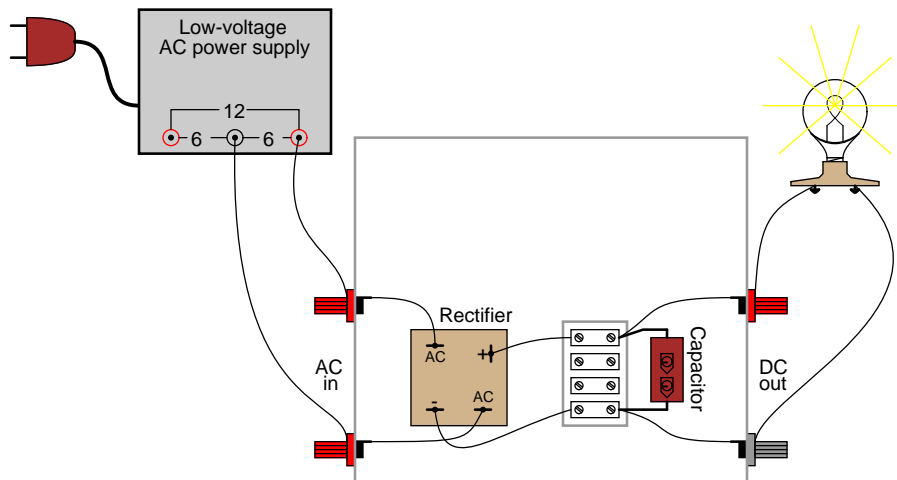 Low-voltage
AC power supply
12
6
6
Rectifier
AC
+
-
AC
AC
in
Capacitor
DC
out